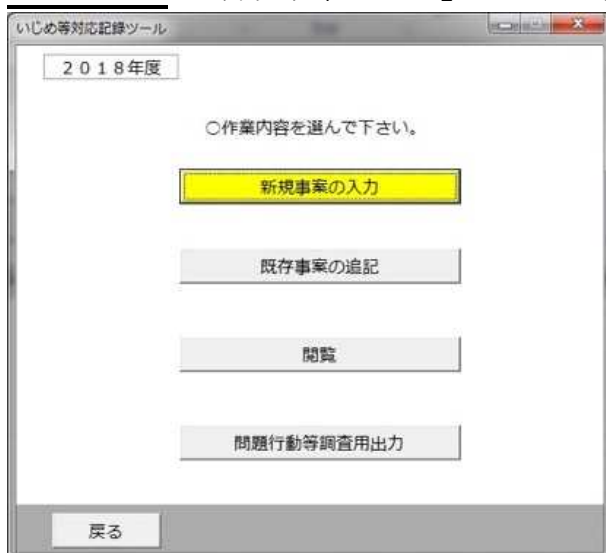 いじめ等対応記録ツール
２０１８年度
○作業内容を選んで下さい。
新規事案の入力
既存事案の追記
閲覧
問題行動等調査用出力
戻る